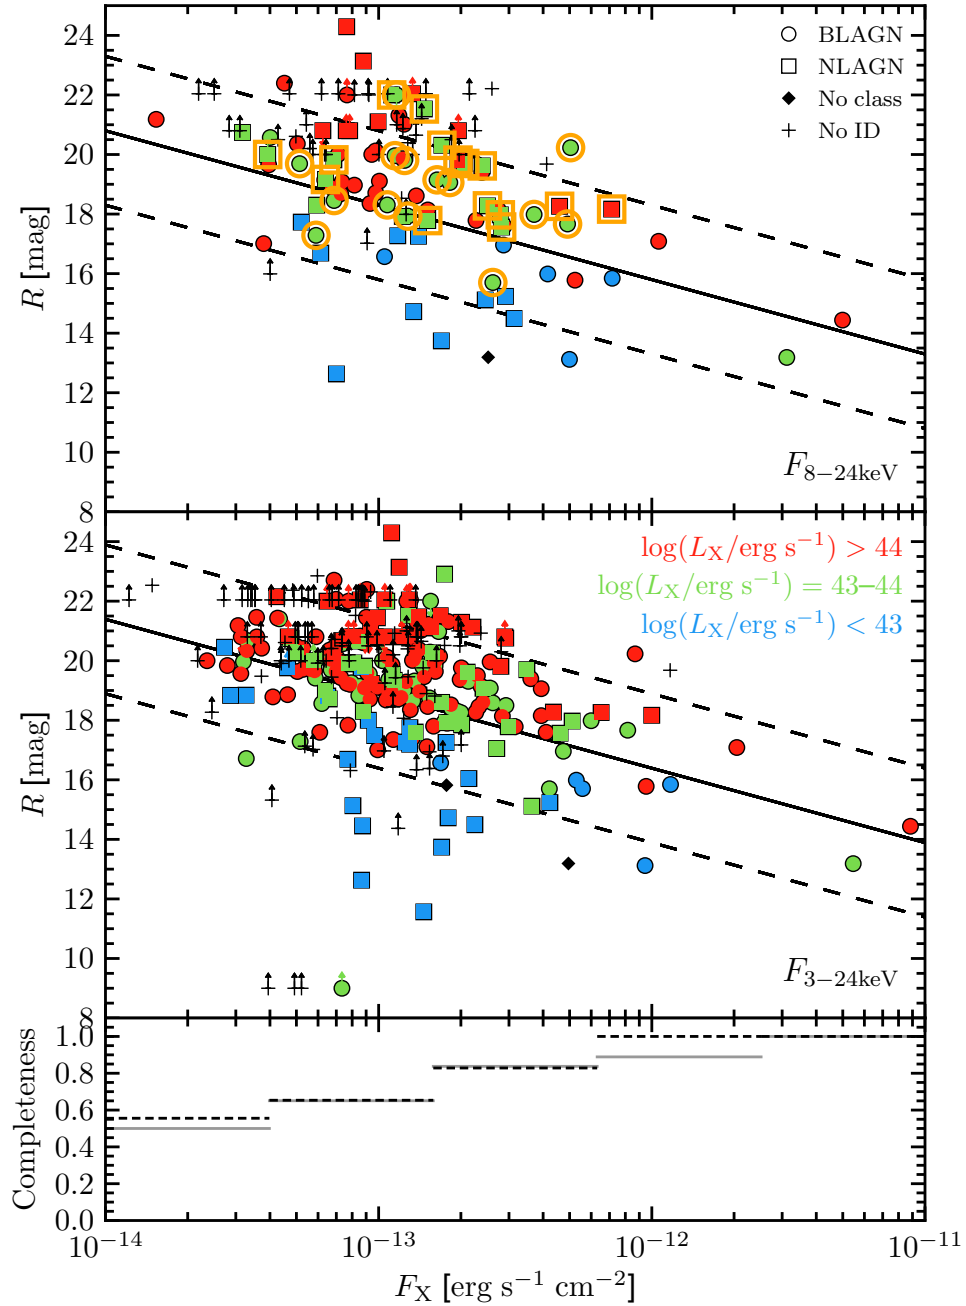 24
22
20
18
16
14
12
10
8
R [mag]
BLAGN
NLAGN
No class
No ID
F8−24keV
24
22
20
18
16
14
12
10
8
R [mag]
log(LX/erg s−1) > 44
log(LX/erg s−1) = 43–44
log(LX/erg s−1) < 43
F3−24keV
1.0
0.8
0.6
0.4
0.2
0.0
Completeness
10−14
10−13
10−12
10−11
FX [erg s−1 cm−2]